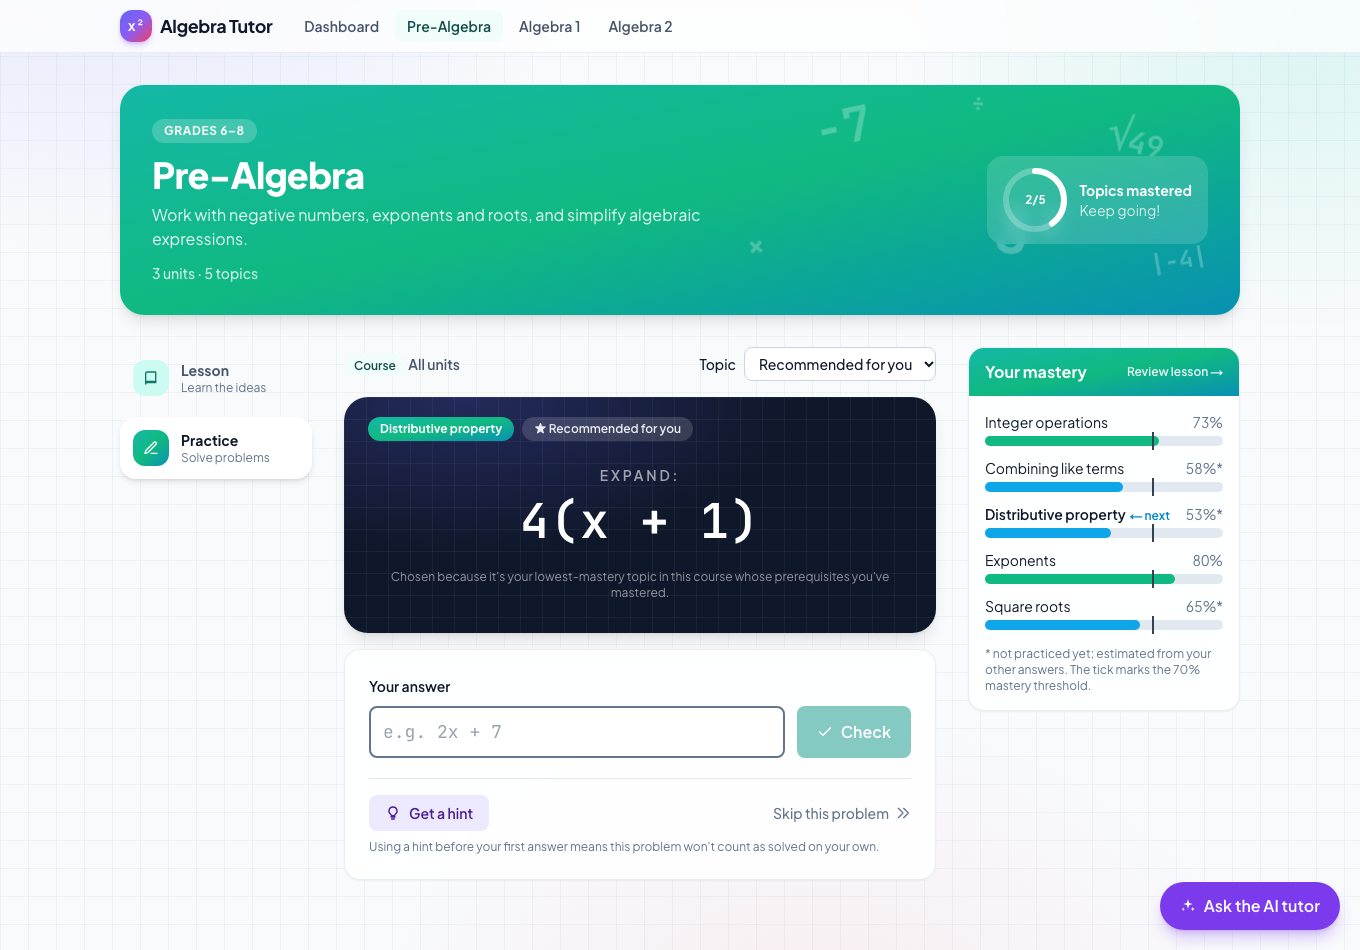 x²
Algebra Tutor
Dashboard
Pre-Algebra
Algebra 1
Algebra 2
GRADES 6–8
Pre-Algebra
Work with negative numbers, exponents and roots, and simplify algebraic
expressions.
3 units · 5 topics
-7
÷
√49
×
|-4|
2/5
Topics mastered
Keep going!
Lesson
Learn the ideas
Practice
Solve problems
Course
All units
Topic
Recommended for you
Distributive property
★ Recommended for you
EXPAND:
4(x + 1)
Chosen because it's your lowest-mastery topic in this course whose prerequisites you've
mastered.
Your answer
e.g. 2x + 7
Check
Get a hint
Skip this problem
Using a hint before your first answer means this problem won't count as solved on your own.
Your mastery
Review lesson →
Integer operations 73%
Combining like terms 58%*
Distributive property ← next 53%*
Exponents 80%
Square roots 65%*
* not practiced yet; estimated from your
other answers. The tick marks the 70%
mastery threshold.
Ask the AI tutor